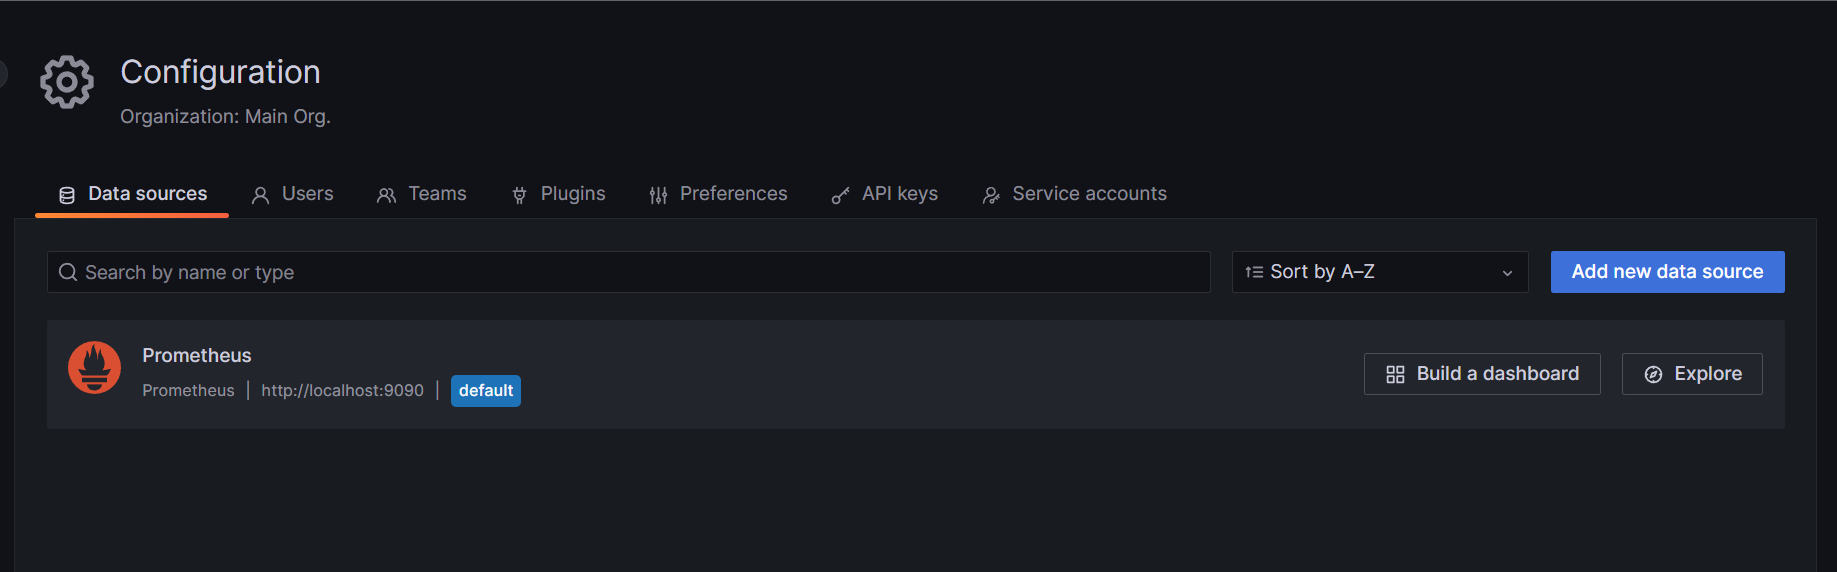 Configuration
Organization: Main Org.
Data sources Users Teams Plugins Preferences API keys Service accounts
Search by name or type Sort by A–Z Add new data source
Prometheus
Prometheus | http://localhost:9090 | default
Build a dashboard Explore